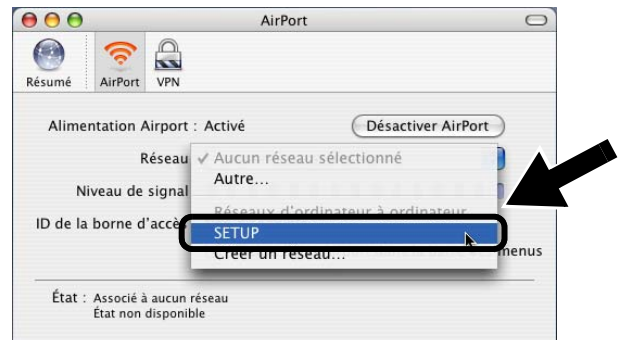 AirPort
Résumé AirPort VPN
Alimentation Airport : Activé Désactiver AirPort
Réseau ✓ Aucun réseau sélectionné
Autre...
Niveau de signal
Réseaux d'ordinateur à ordinateur
ID de la borne d'accès
SETUP
Créer un réseau... menus
État : Associé à aucun réseau
État non disponible